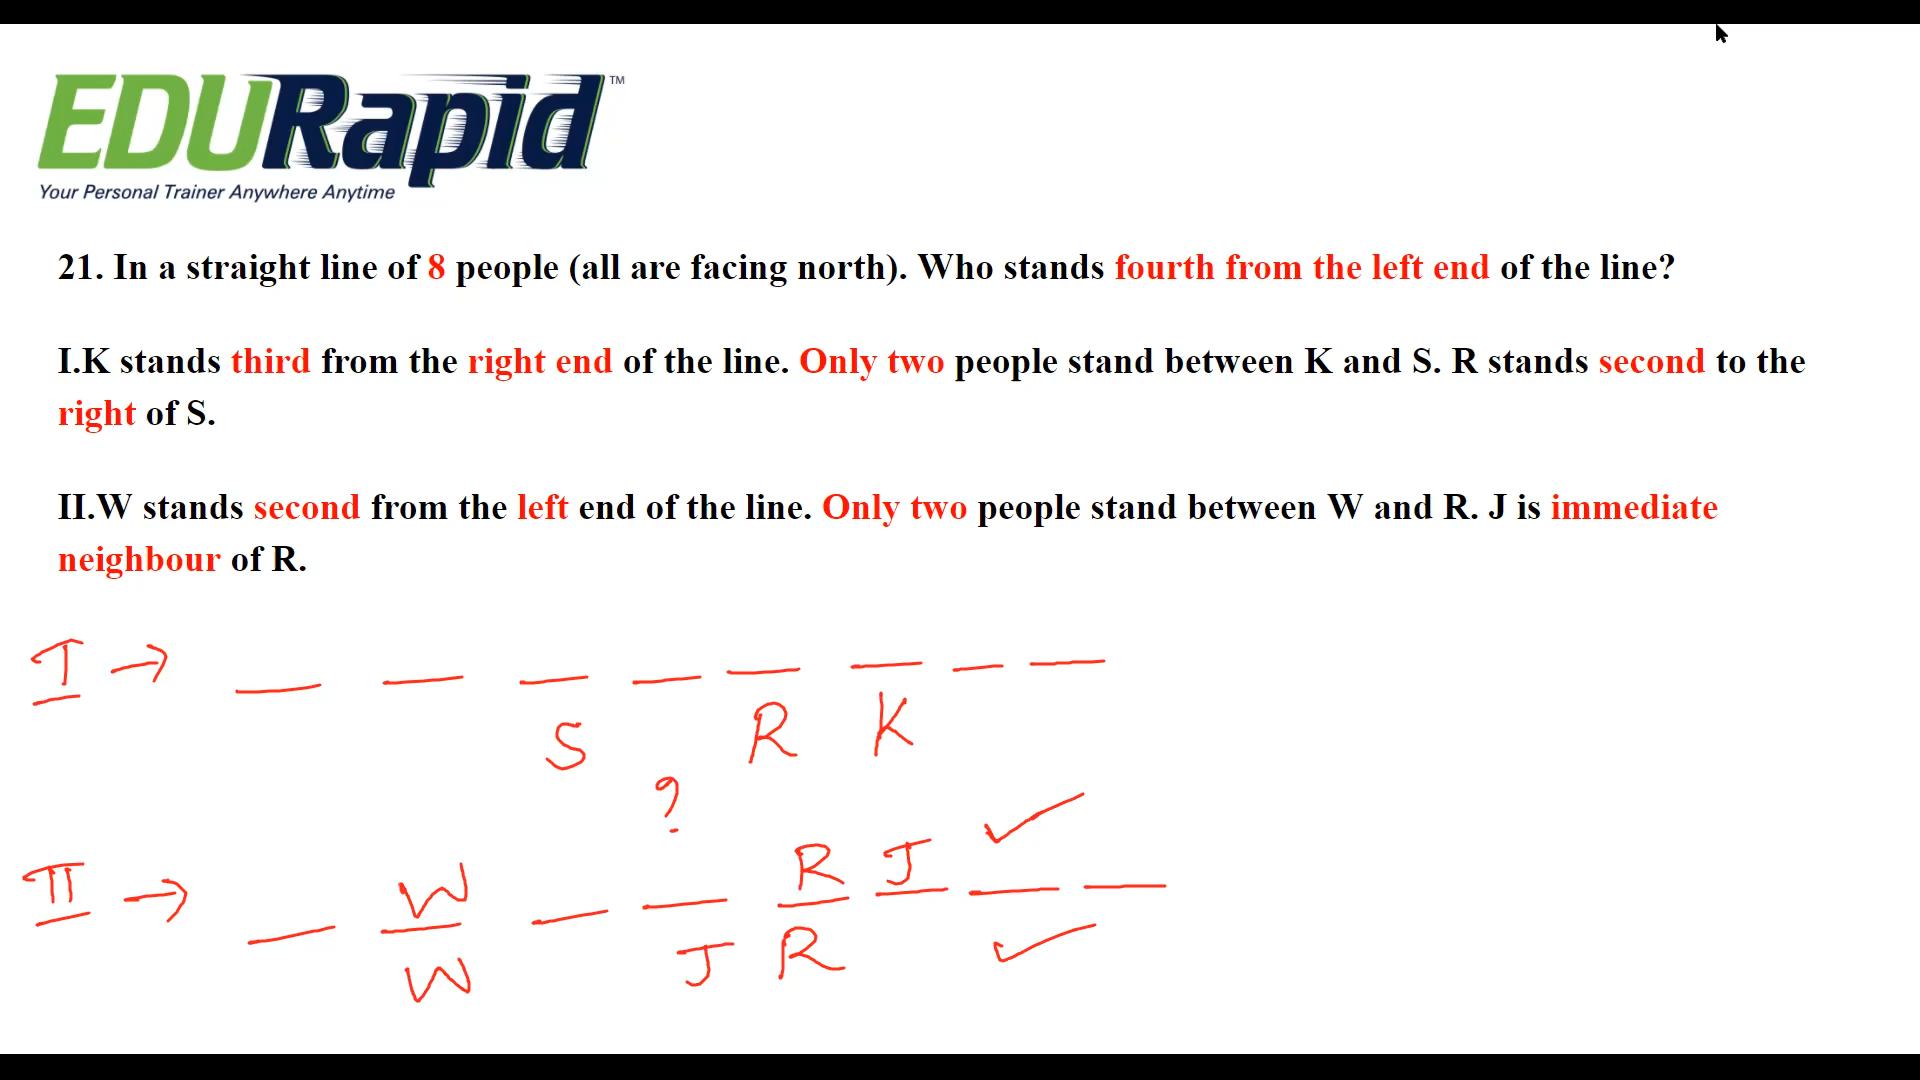 EDURapid™
Your Personal Trainer Anywhere Anytime
21. In a straight line of 8 people (all are facing north). Who stands fourth from the left end of the line?
I.K stands third from the right end of the line. Only two people stand between K and S. R stands second to the
right of S.
II.W stands second from the left end of the line. Only two people stand between W and R. J is immediate
neighbour of R.
I → _ _ _ _ _ _ _ _
S R K
?
II → _ W _ _ R J _ _ ✓
W J R ✓